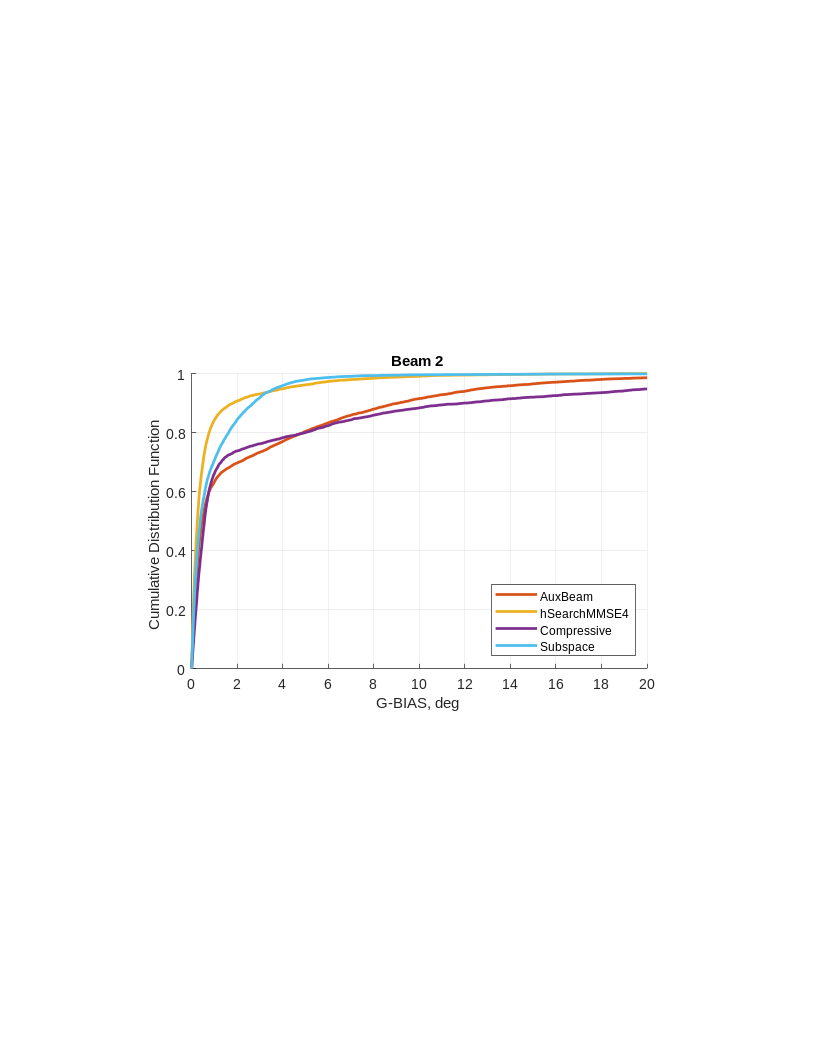 Beam 2
Cumulative Distribution Function
1
0.8
0.6
0.4
0.2
0
0 2 4 6 8 10 12 14 16 18 20
G-BIAS, deg
AuxBeam
hSearchMMSE4
Compressive
Subspace